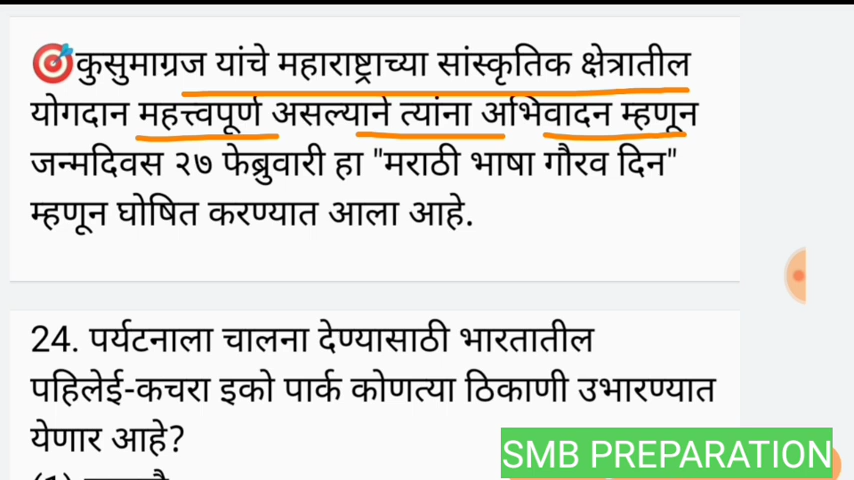 🎯कुसुमाग्रज यांचे महाराष्ट्राच्या सांस्कृतिक क्षेत्रातील
योगदान महत्त्वपूर्ण असल्याने त्यांना अभिवादन म्हणून
जन्मदिवस २७ फेब्रुवारी हा "मराठी भाषा गौरव दिन"
म्हणून घोषित करण्यात आला आहे.
24. पर्यटनाला चालना देण्यासाठी भारतातील
पहिलेई-कचरा इको पार्क कोणत्या ठिकाणी उभारण्यात
येणार आहे?
SMB PREPARATION